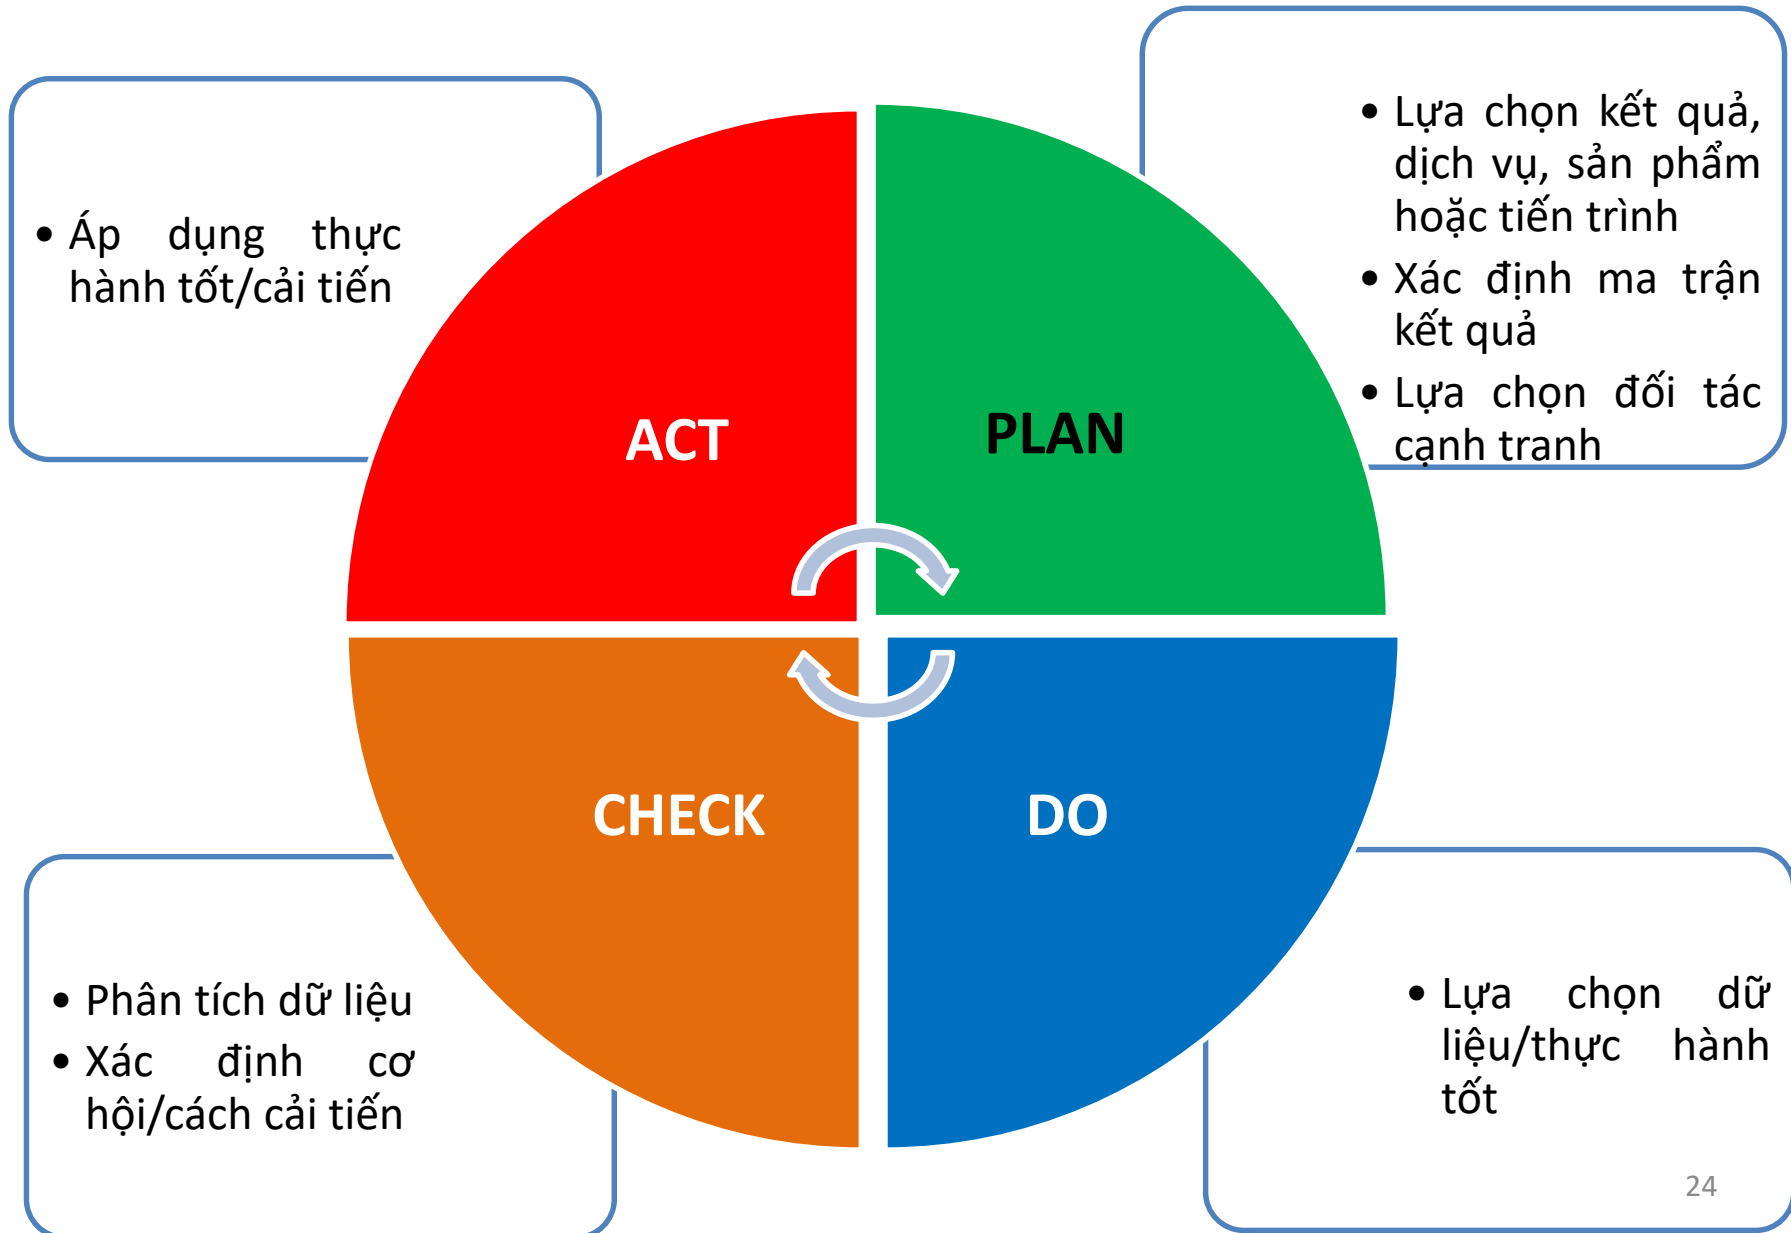 • Áp dụng thực
hành tốt/cải tiến
ACT
PLAN
• Lựa chọn kết quả,
dịch vụ, sản phẩm
hoặc tiến trình
• Xác định ma trận
kết quả
• Lựa chọn đối tác
cạnh tranh
CHECK
DO
• Phân tích dữ liệu
• Xác định cơ
hội/cách cải tiến
• Lựa chọn dữ
liệu/thực hành
tốt
24